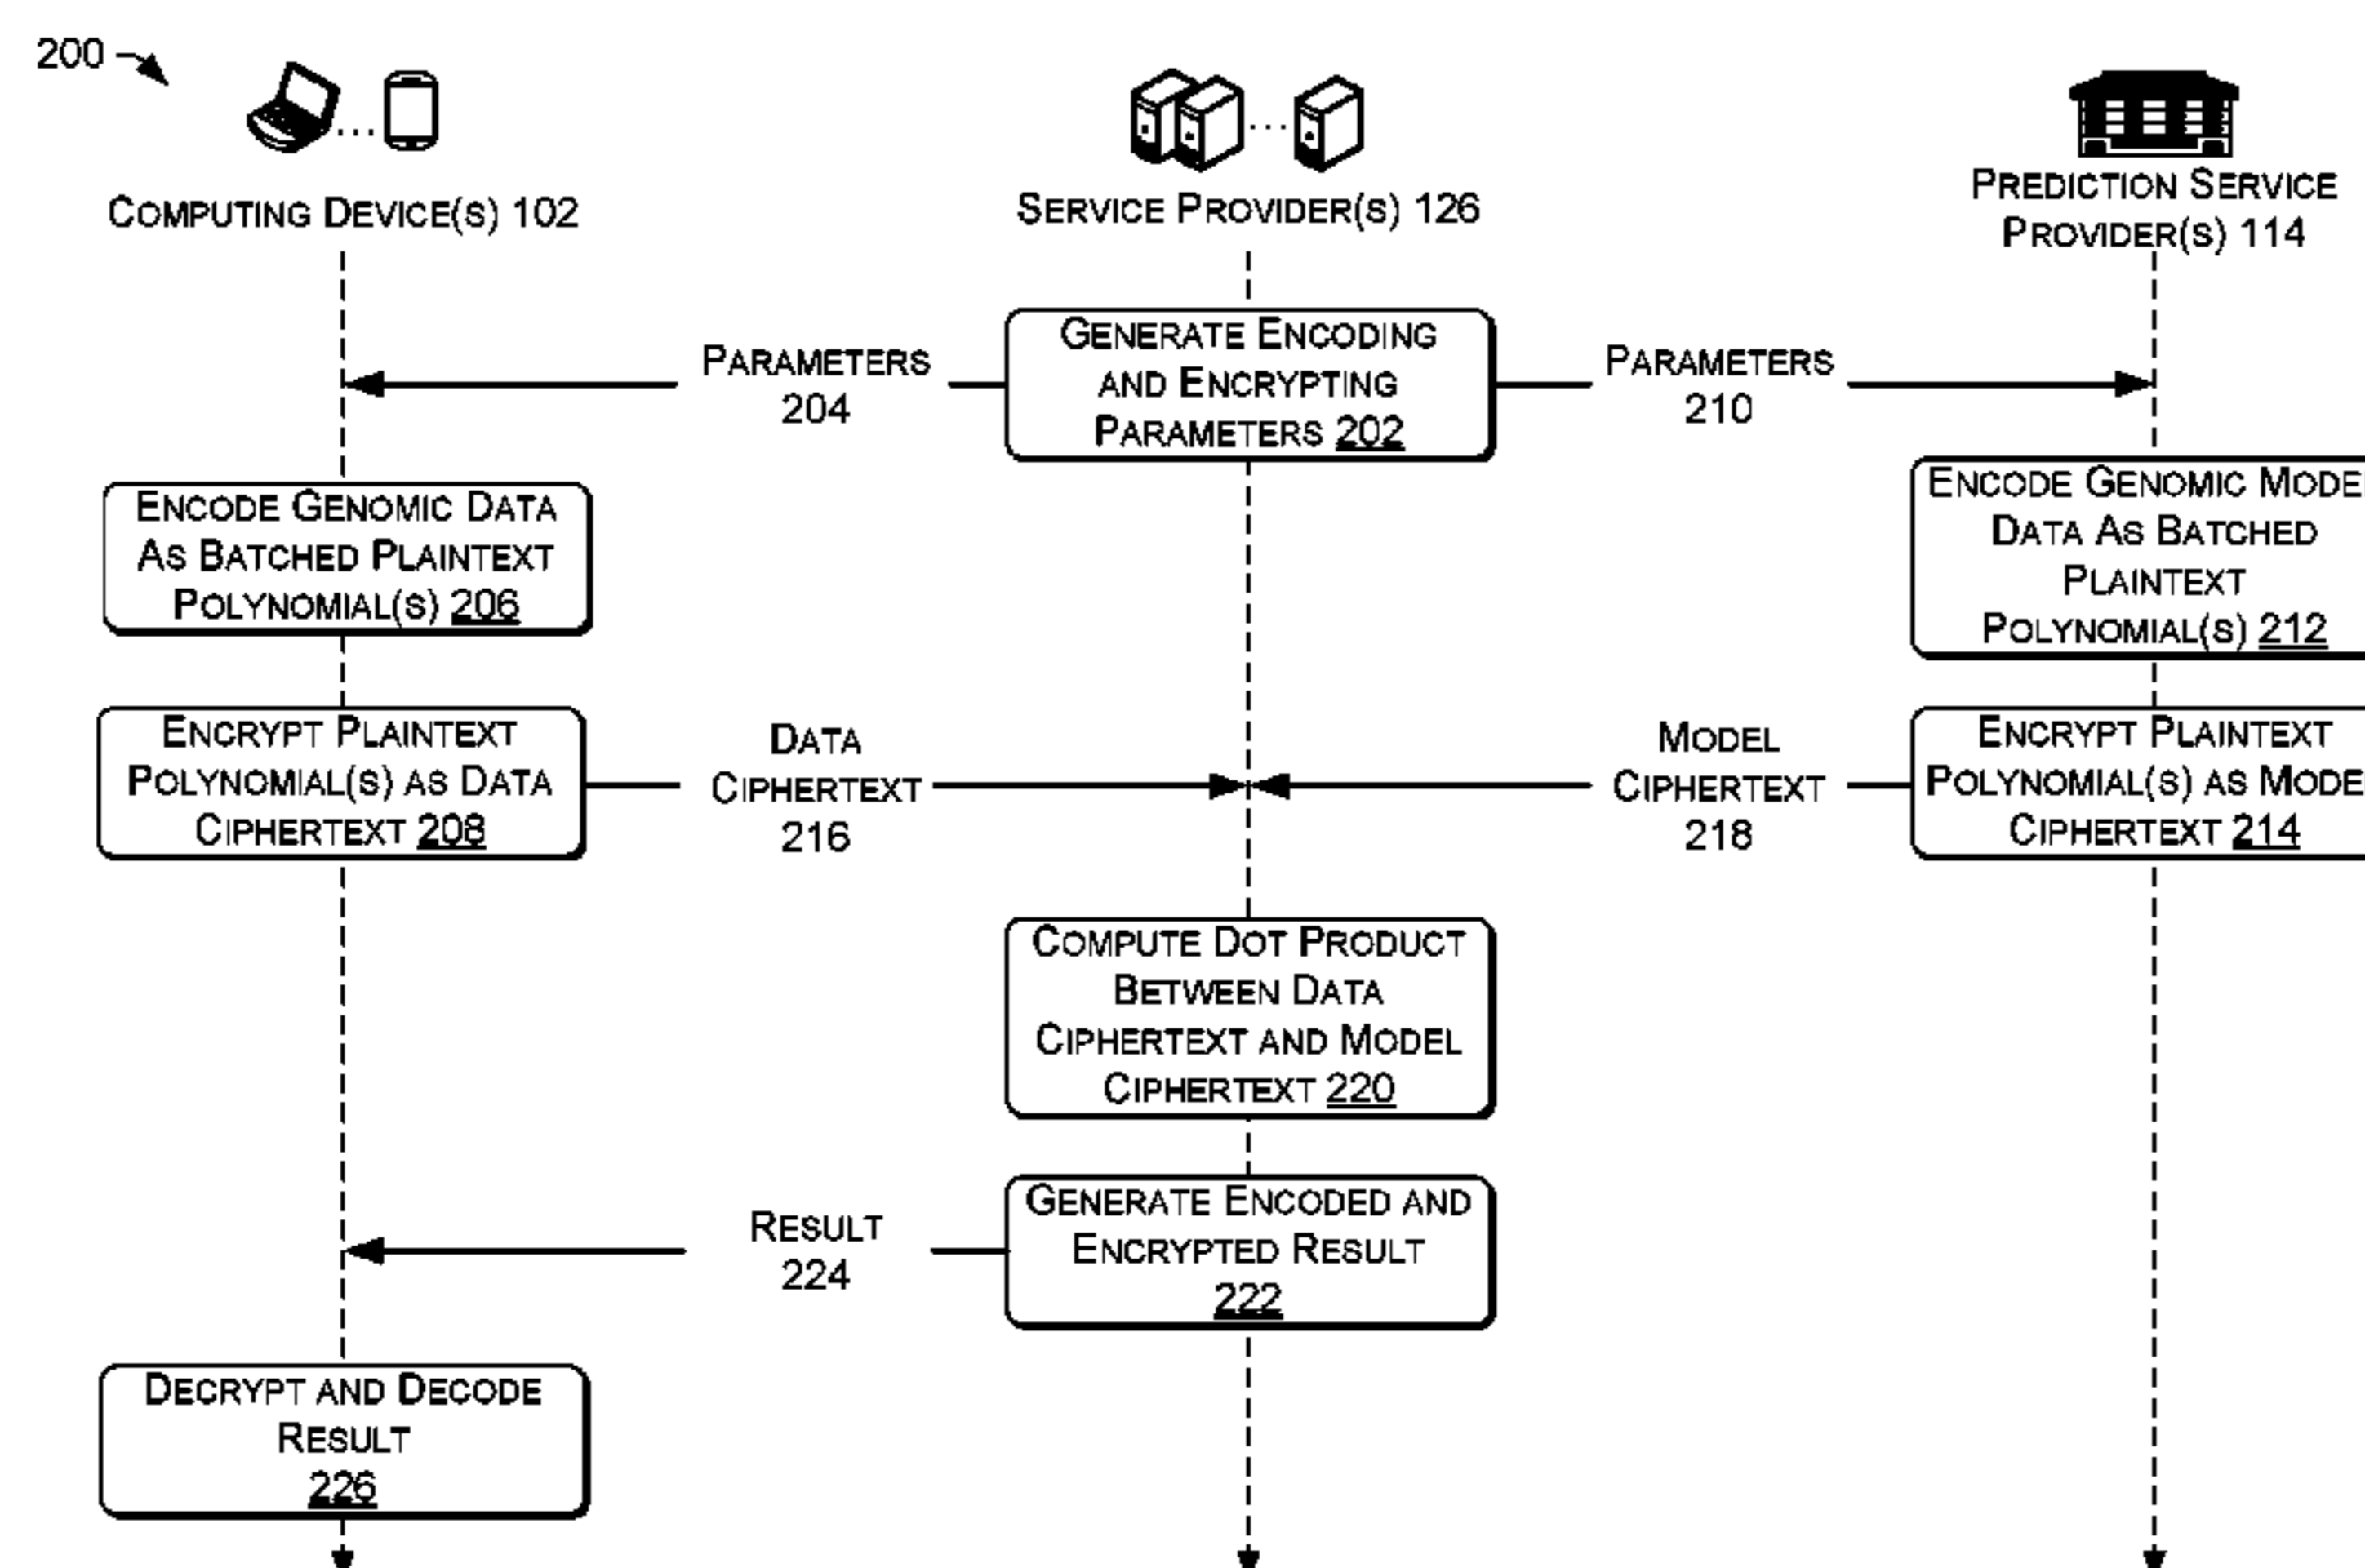 200
COMPUTING DEVICE(S) 102
SERVICE PROVIDER(S) 126
PREDICTION SERVICE
PROVIDER(S) 114
PARAMETERS
204
GENERATE ENCODING
AND ENCRYPTING
PARAMETERS 202
PARAMETERS
210
ENCODE GENOMIC DATA
AS BATCHED PLAINTEXT
POLYNOMIAL(S) 206
ENCODE GENOMIC MODE
DATA AS BATCHED
PLAINTEXT
POLYNOMIAL(S) 212
ENCRYPT PLAINTEXT
POLYNOMIAL(S) AS DATA
CIPHERTEXT 208
DATA
CIPHERTEXT
216
MODEL
CIPHERTEXT
218
ENCRYPT PLAINTEXT
POLYNOMIAL(S) AS MODE
CIPHERTEXT 214
COMPUTE DOT PRODUCT
BETWEEN DATA
CIPHERTEXT AND MODEL
CIPHERTEXT 220
RESULT
224
GENERATE ENCODED AND
ENCRYPTED RESULT
222
DECRYPT AND DECODE
RESULT
226